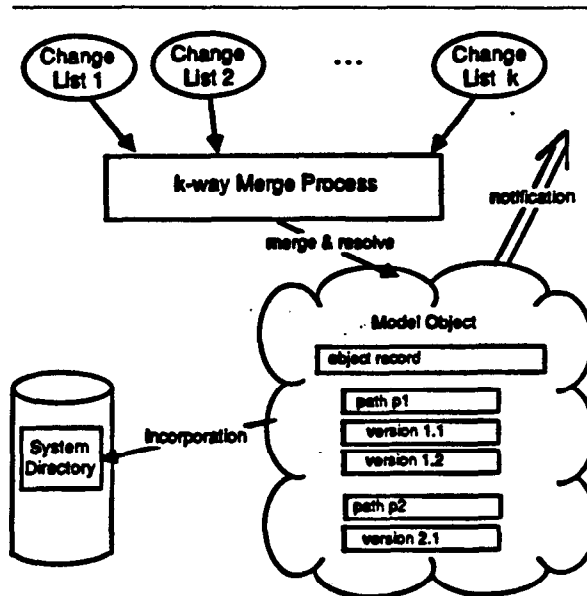 Change
List 1
Change
List 2
...
Change
List k
k-way Merge Process
notification
merge & resolve
Model Object
object record
path p1
version 1.1
version 1.2
path p2
version 2.1
Incorporation
System
Directory